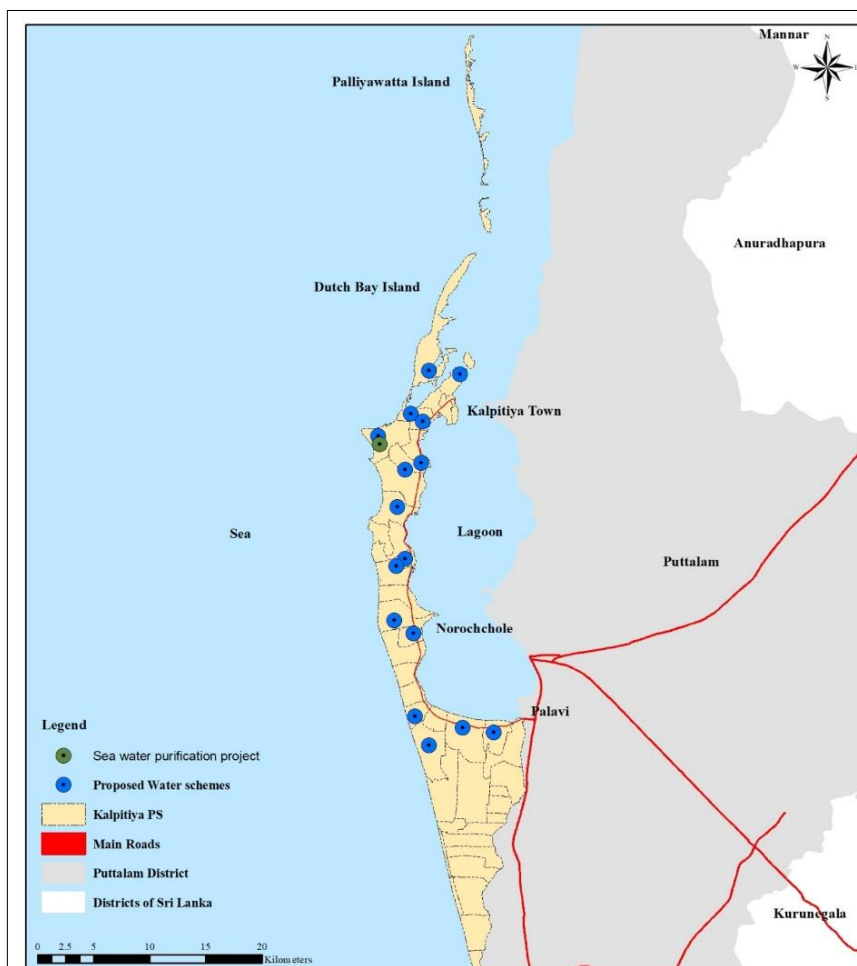 Mannar
N
W
E
S
Palliyawatta Island
Anuradhapura
Dutch Bay Island
Kalpitiya Town
Sea
Lagoon
Puttalam
Norochchole
Palavi
Legend
Sea water purification project
Proposed Water schemes
Kalpitiya PS
Main Roads
Puttalam District
Districts of Sri Lanka
Kurunegala
0 2.5 5 10 15 20
Kilometers